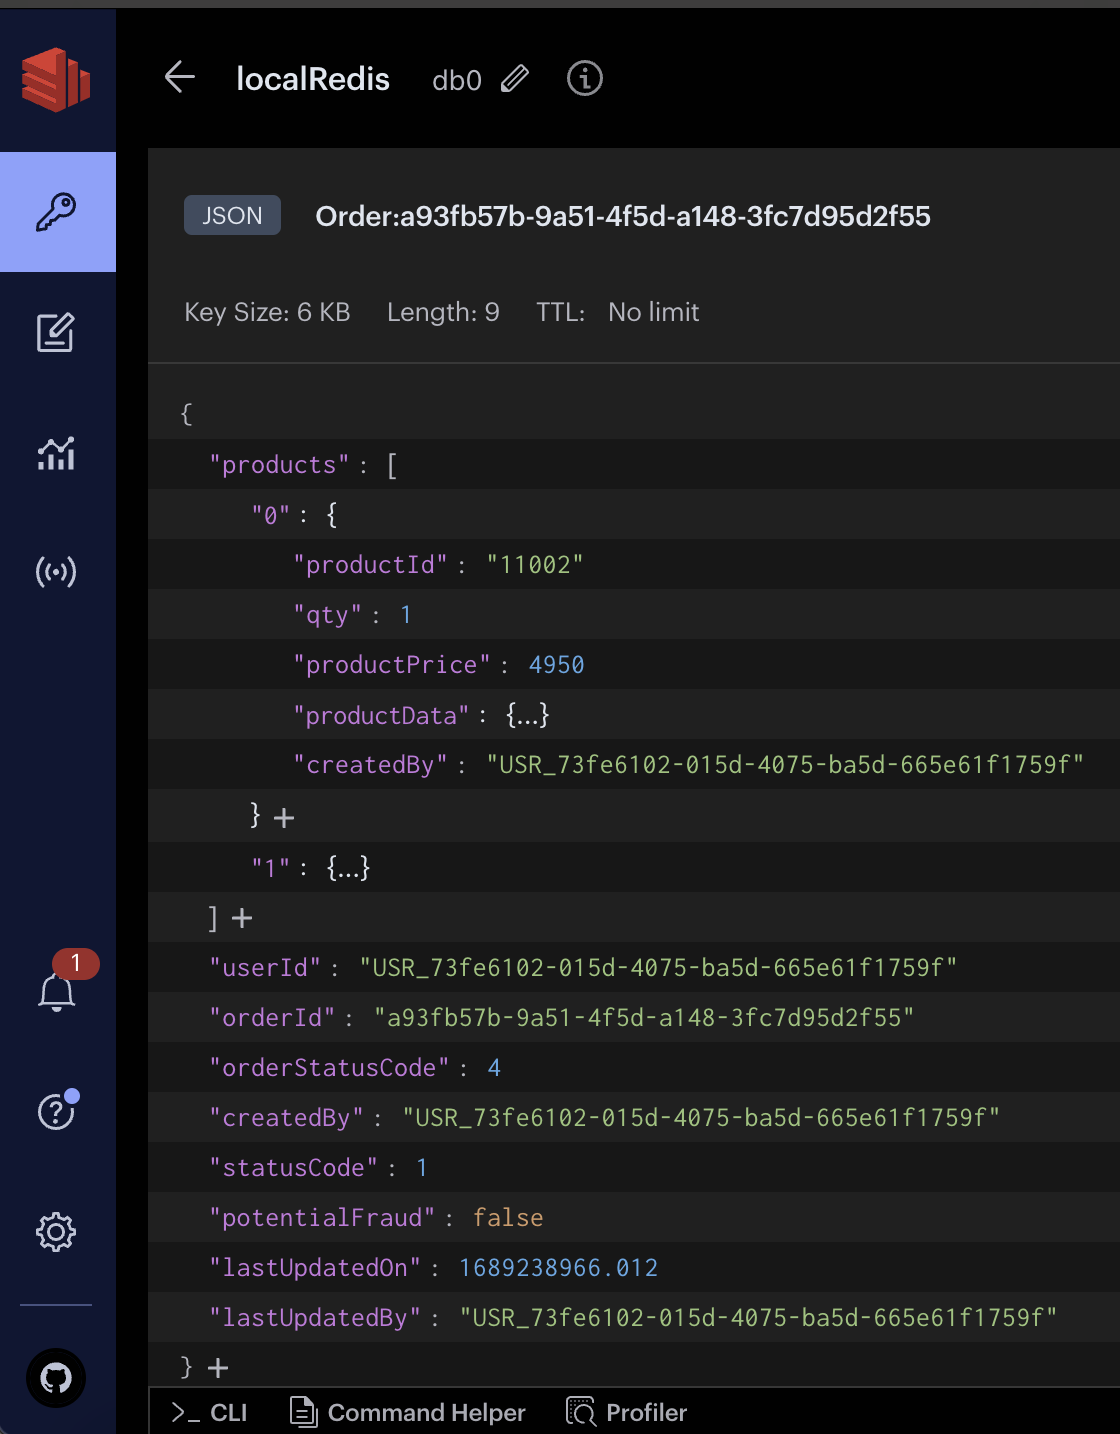 localRedis db0
JSON Order:a93fb57b-9a51-4f5d-a148-3fc7d95d2f55
Key Size: 6 KB Length: 9 TTL: No limit
{
"products" : [
"0" : {
"productId" : "11002"
"qty" : 1
"productPrice" : 4950
"productData" : {...}
"createdBy" : "USR_73fe6102-015d-4075-ba5d-665e61f1759f"
} +
"1" : {...}
] +
"userId" : "USR_73fe6102-015d-4075-ba5d-665e61f1759f"
"orderId" : "a93fb57b-9a51-4f5d-a148-3fc7d95d2f55"
"orderStatusCode" : 4
"createdBy" : "USR_73fe6102-015d-4075-ba5d-665e61f1759f"
"statusCode" : 1
"potentialFraud" : false
"lastUpdatedOn" : 1689238966.012
"lastUpdatedBy" : "USR_73fe6102-015d-4075-ba5d-665e61f1759f"
} +
1
>_ CLI Command Helper Profiler